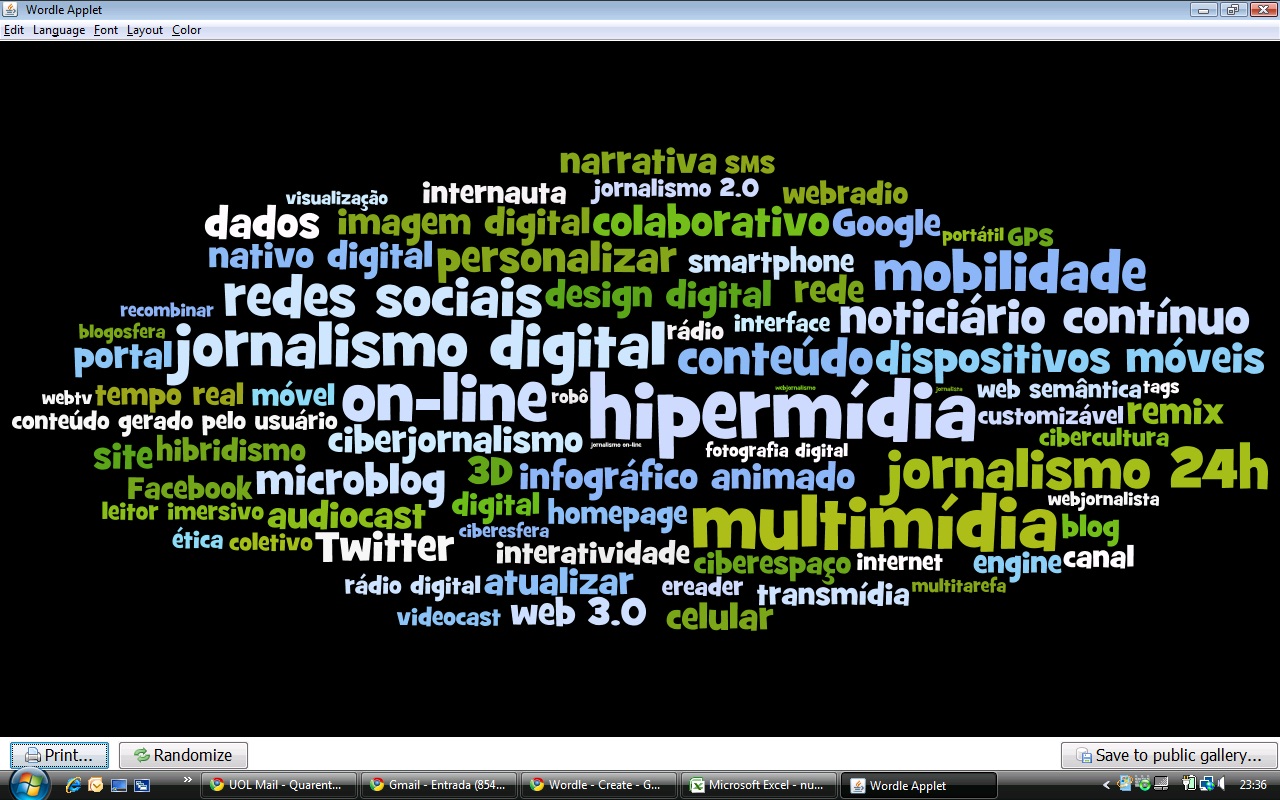 Wordle Applet
Edit Language Font Layout Color
narrativa SMS
visualização internauta jornalismo 2.0 webradio
dados imagem digital colaborativo Google portátil GPS
nativo digital personalizar smartphone mobilidade
recombinar redes sociais design digital rede
blogosfera rádio interface noticiário contínuo
portal jornalismo digital conteúdo dispositivos móveis
webtv tempo real móvel on-line robô hipermídia webjornalismo jornalista web semântica tags
conteúdo gerado pelo usuário customizável remix
ciberjornalismo jornalismo on-line fotografia digital cibercultura
site hibridismo
Facebook microblog 3D infográfico animado jornalismo 24h
leitor imersivo audiocast digital homepage multimídia webjornalista blog
ética coletivo Twitter ciberesfera interatividade ciberespaço internet engine canal
rádio digital atualizar ereader transmídia multitarefa
videocast web 3.0 celular
Print... Randomize Save to public gallery...
UOL Mail - Quarent... Gmail - Entrada (854... Wordle - Create - G... Microsoft Excel - nu... Wordle Applet 23:36